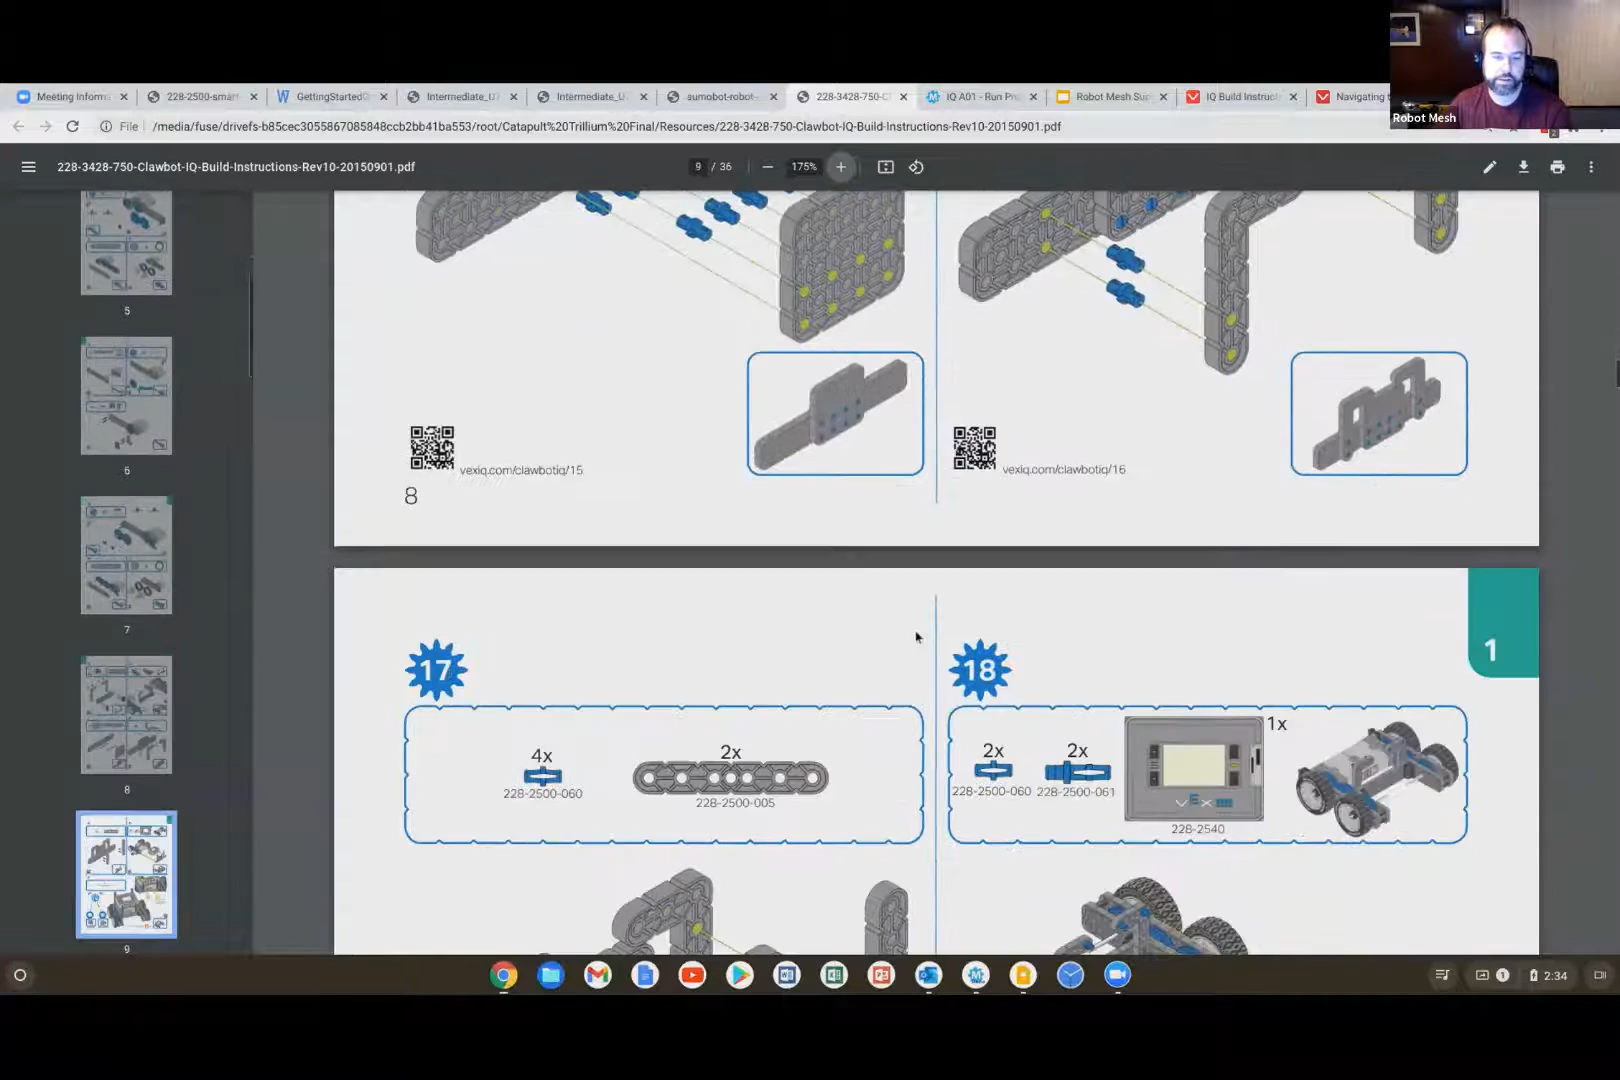 Meeting Inform
228-2500-smar
GettingStarted
Intermediate_U
Intermediate_U
sumobot-robot-
228-3428-750-C
IQ A01 - Run Pr
Robot Mesh Su
IQ Build Instruct
Navigating t
Robot Mesh
File
/media/fuse/drivefs-b85cec3055867085848ccb2bb41ba553/root/Catapult%20Trillium%20Final/Resources/228-3428-750-Clawbot-IQ-Build-Instructions-Rev10-20150901.pdf
228-3428-750-Clawbot-IQ-Build-Instructions-Rev10-20150901.pdf
9 / 36
175%
5
6
7
8
9
vexiq.com/clawbotiq/15
vexiq.com/clawbotiq/16
8
1
17
4x
228-2500-060
2x
228-2500-005
18
2x
228-2500-060
2x
228-2500-061
1x
VEX
228-2540
1
2:34